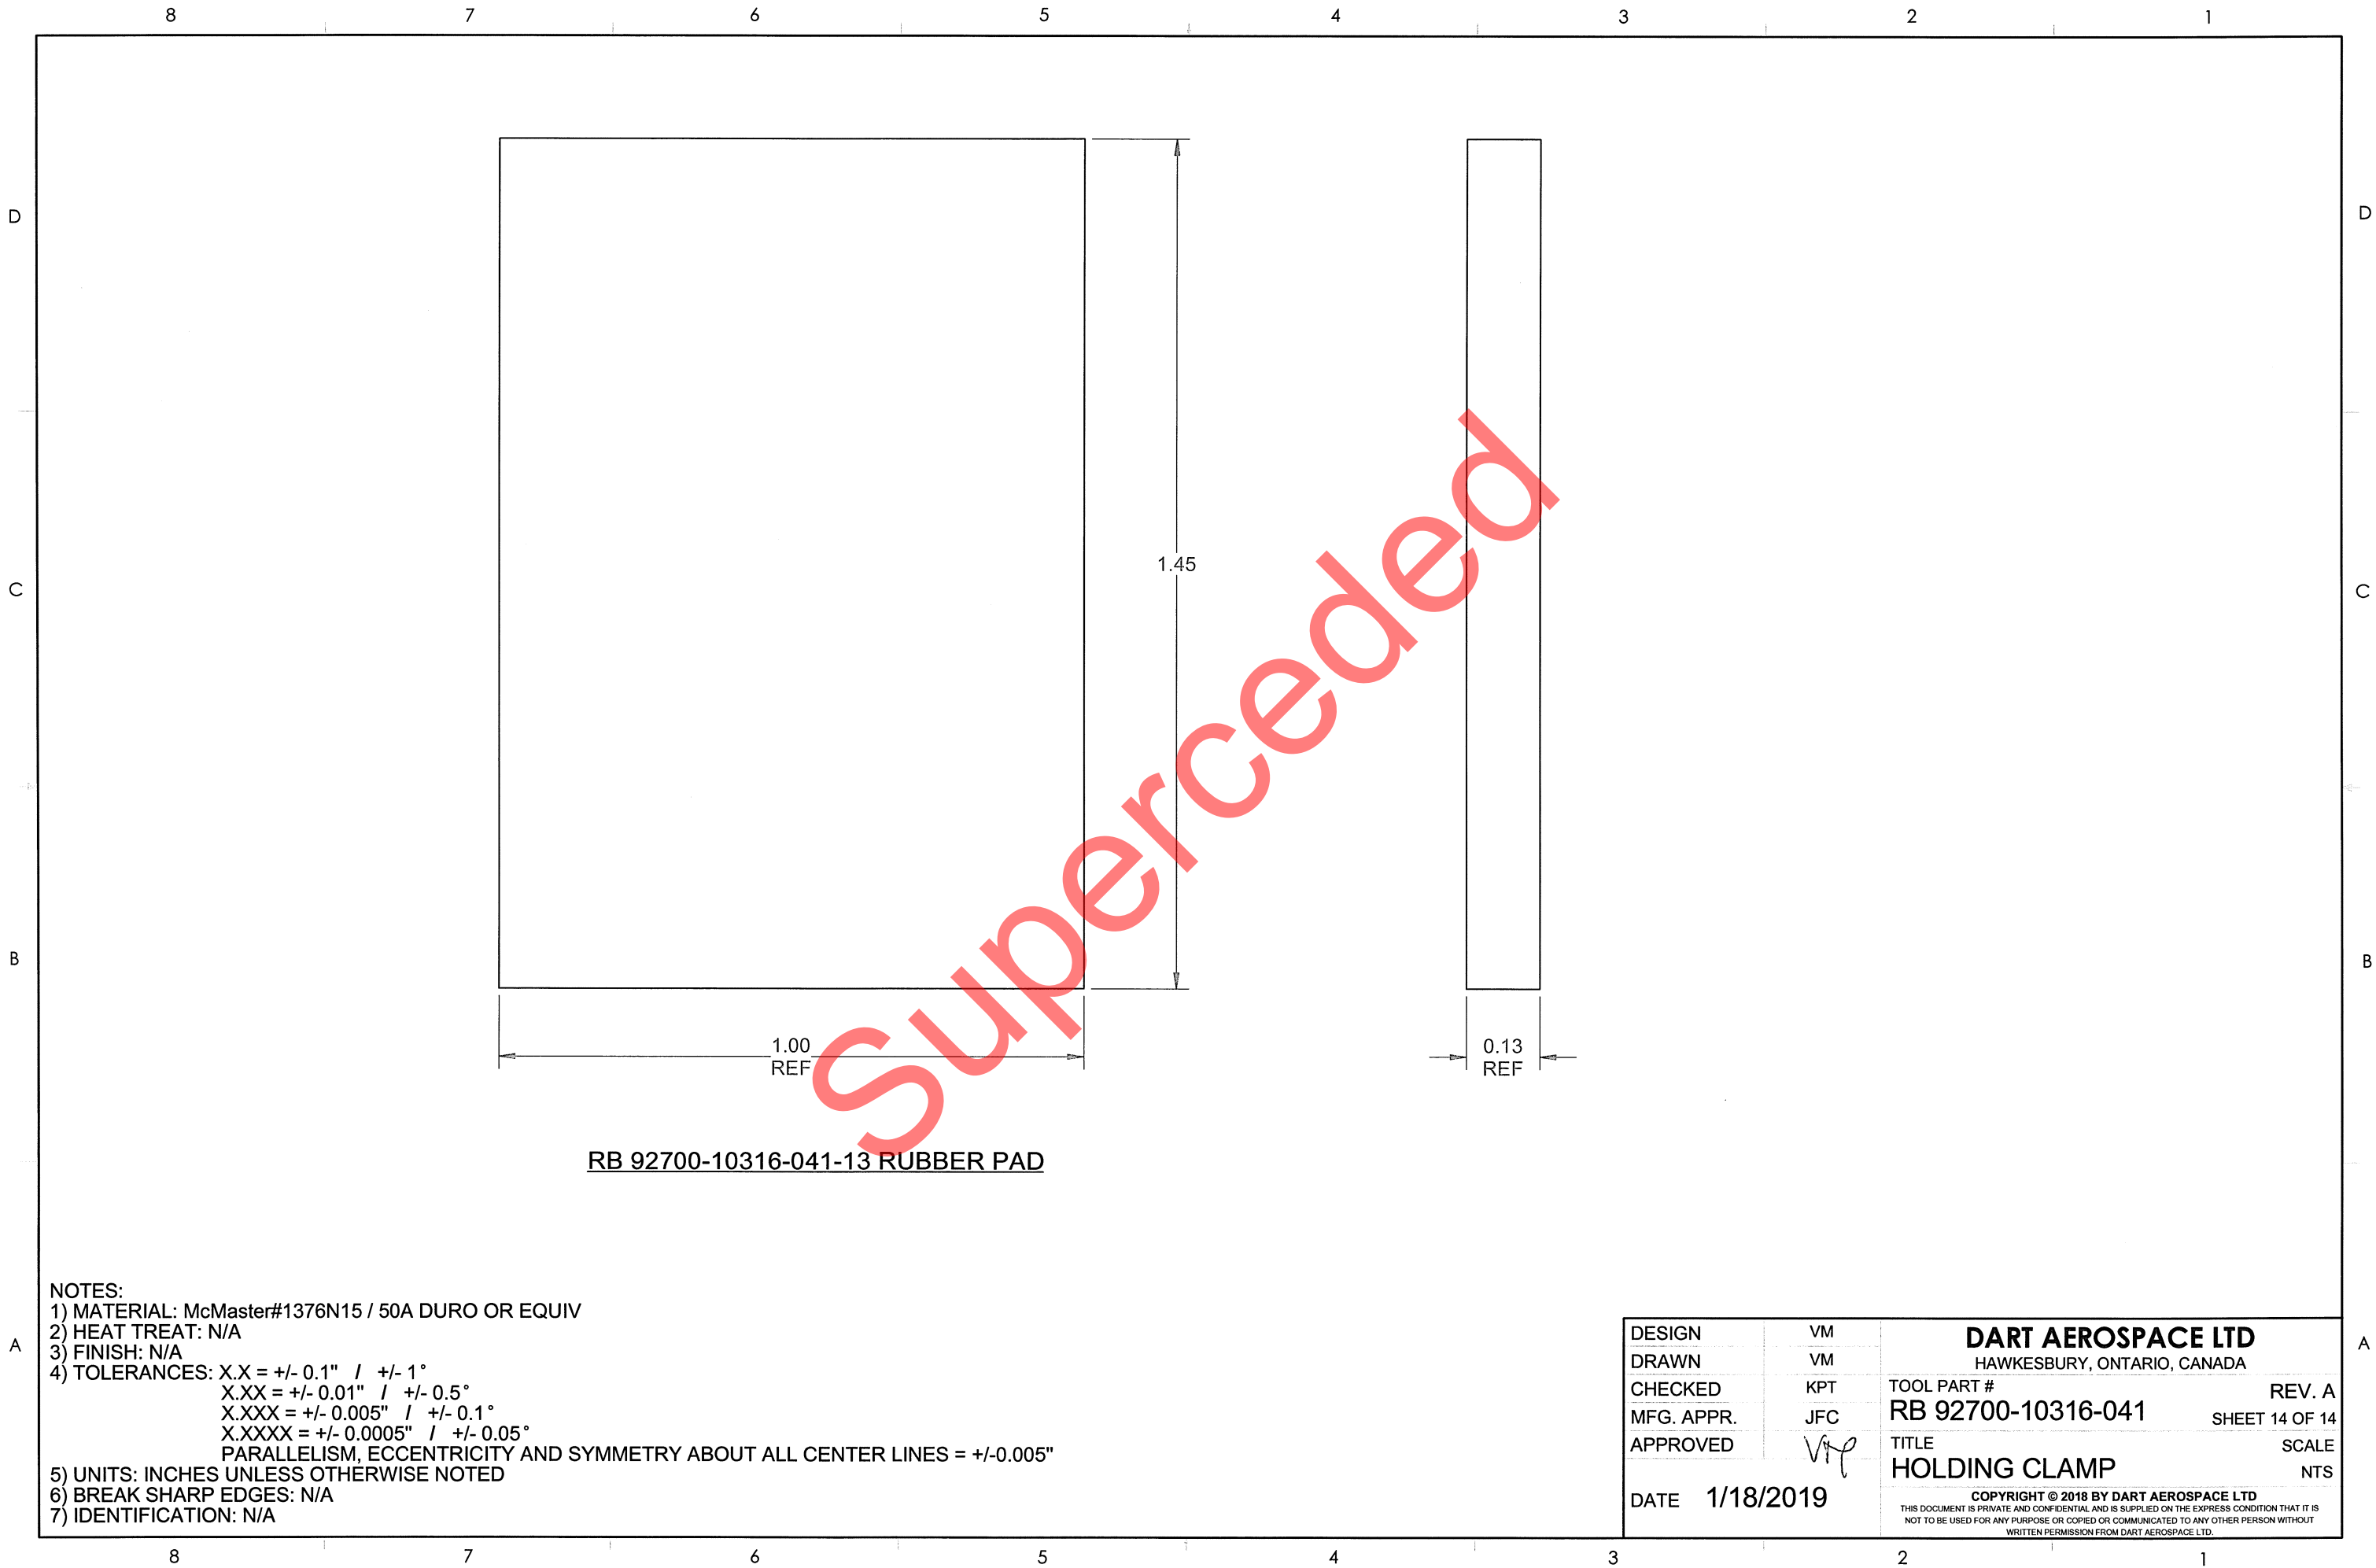 8 7 6 5 4 3 2 1
D D
C C
B B
A A
1.45
1.00
REF
0.13
REF
Superceded
RB 92700-10316-041-13 RUBBER PAD
NOTES:
1) MATERIAL: McMaster#1376N15 / 50A DURO OR EQUIV
2) HEAT TREAT: N/A
3) FINISH: N/A
4) TOLERANCES: X.X = +/- 0.1" / +/- 1°
X.XX = +/- 0.01" / +/- 0.5°
X.XXX = +/- 0.005" / +/- 0.1°
X.XXXX = +/- 0.0005" / +/- 0.05°
PARALLELISM, ECCENTRICITY AND SYMMETRY ABOUT ALL CENTER LINES = +/-0.005"
5) UNITS: INCHES UNLESS OTHERWISE NOTED
6) BREAK SHARP EDGES: N/A
7) IDENTIFICATION: N/A
DESIGN VM
DRAWN VM
CHECKED KPT
MFG. APPR. JFC
APPROVED
DATE 1/18/2019
DART AEROSPACE LTD
HAWKESBURY, ONTARIO, CANADA
TOOL PART # REV. A
RB 92700-10316-041 SHEET 14 OF 14
TITLE SCALE
HOLDING CLAMP NTS
COPYRIGHT © 2018 BY DART AEROSPACE LTD
THIS DOCUMENT IS PRIVATE AND CONFIDENTIAL AND IS SUPPLIED ON THE EXPRESS CONDITION THAT IT IS
NOT TO BE USED FOR ANY PURPOSE OR COPIED OR COMMUNICATED TO ANY OTHER PERSON WITHOUT
WRITTEN PERMISSION FROM DART AEROSPACE LTD.
8 7 6 5 4 3 2 1